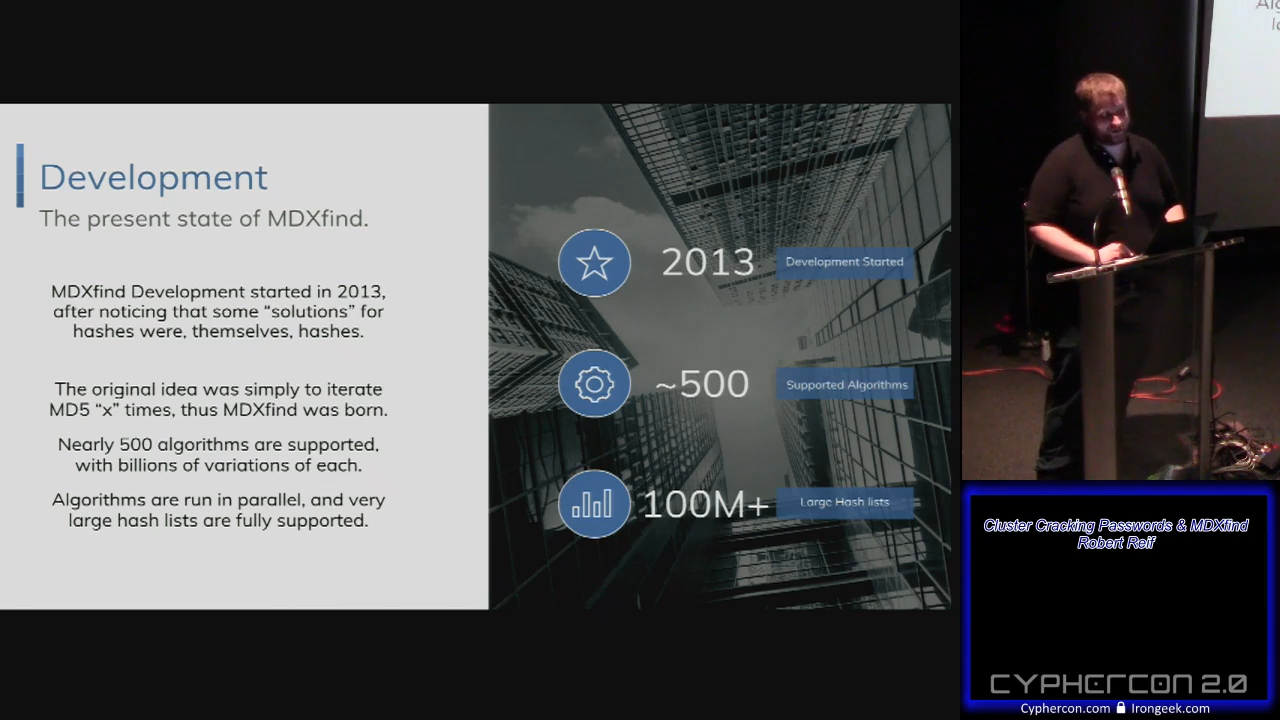 Development
The present state of MDXfind.
MDXfind Development started in 2013,
after noticing that some “solutions” for
hashes were, themselves, hashes.
The original idea was simply to iterate
MD5 “x” times, thus MDXfind was born.
Nearly 500 algorithms are supported,
with billions of variations of each.
Algorithms are run in parallel, and very
large hash lists are fully supported.
2013 Development Started
~500 Supported Algorithms
100M+ Large Hash lists
Cluster Cracking Passwords & MDXfind
Robert Reif
CYPHERCON 2.0
Cyphercon.com Irongeek.com